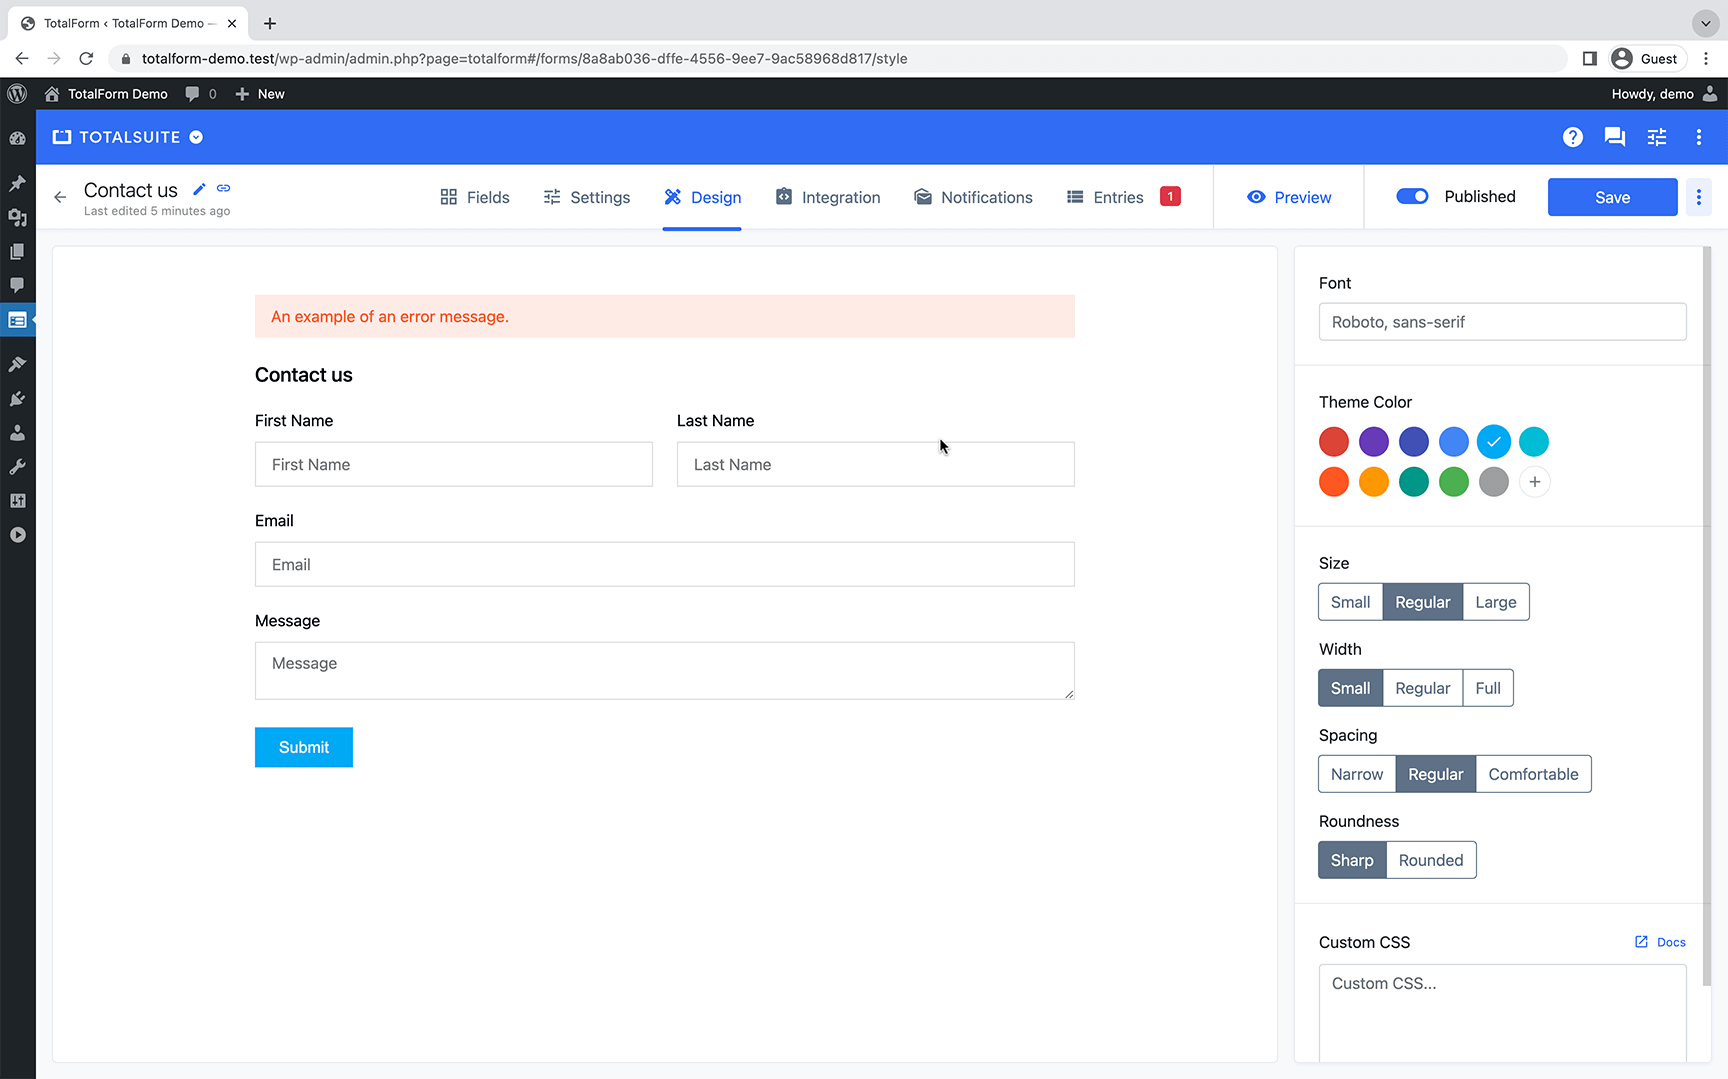 TotalForm ‹ TotalForm Demo –
totalform-demo.test/wp-admin/admin.php?page=totalform#/forms/8a8ab036-dffe-4556-9ee7-9ac58968d817/style
Guest
TotalForm Demo 0 New
Howdy, demo
TOTALSUITE
Contact us
Last edited 5 minutes ago
Fields Settings Design Integration Notifications Entries 1
Preview
Published
Save
An example of an error message.
Contact us
First Name
Last Name
First Name
Last Name
Email
Email
Message
Message
Submit
Font
Roboto, sans-serif
Theme Color
Size
Small Regular Large
Width
Small Regular Full
Spacing
Narrow Regular Comfortable
Roundness
Sharp Rounded
Custom CSS
Docs
Custom CSS...